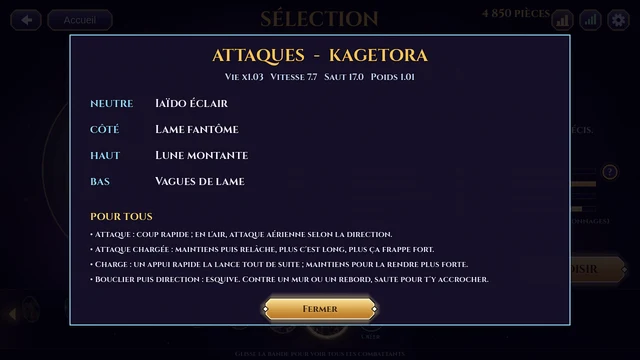 Accueil
SÉLECTION
4 850 PIÈCES
ATTAQUES - KAGETORA
Vie x1.03 Vitesse 7.7 Saut 17.0 Poids 1.01
NEUTRE Iaïdo éclair
CÔTÉ Lame fantôme
HAUT Lune montante
BAS Vagues de lame
POUR TOUS
• Attaque : coup rapide ; en l'air, attaque aérienne selon la direction.
• Attaque chargée : maintiens puis relâche, plus c'est long, plus ça frappe fort.
• Charge : un appui rapide la lance tout de suite ; maintiens pour la rendre plus forte.
• Bouclier puis direction : esquive. Contre un mur ou un rebord, saute pour t'y accrocher.
?
Fermer